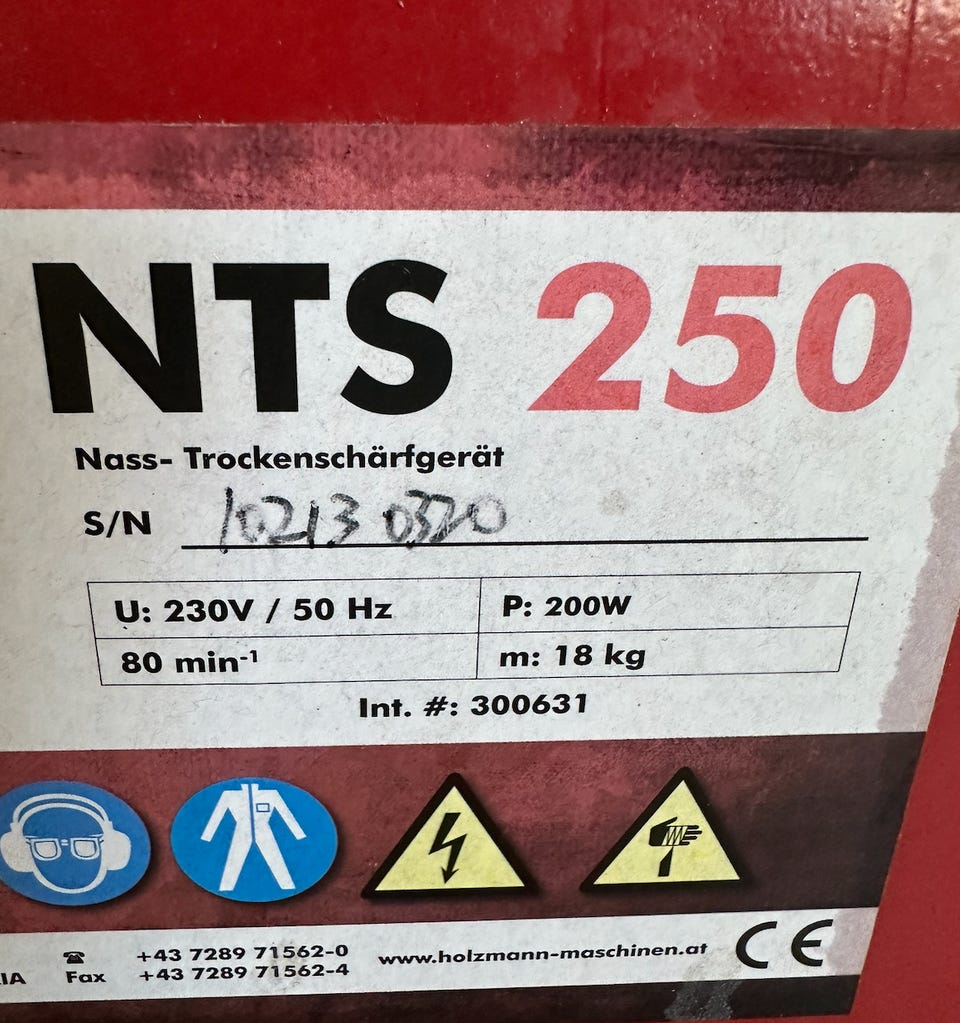 NTS 250
Nass- Trockenschärfgerät
S/N 10213 0320
U: 230V / 50 Hz P: 200W
80 min⁻¹ m: 18 kg
Int. #: 300631
☎ +43 7289 71562-0 www.holzmann-maschinen.at CE
Fax +43 7289 71562-4